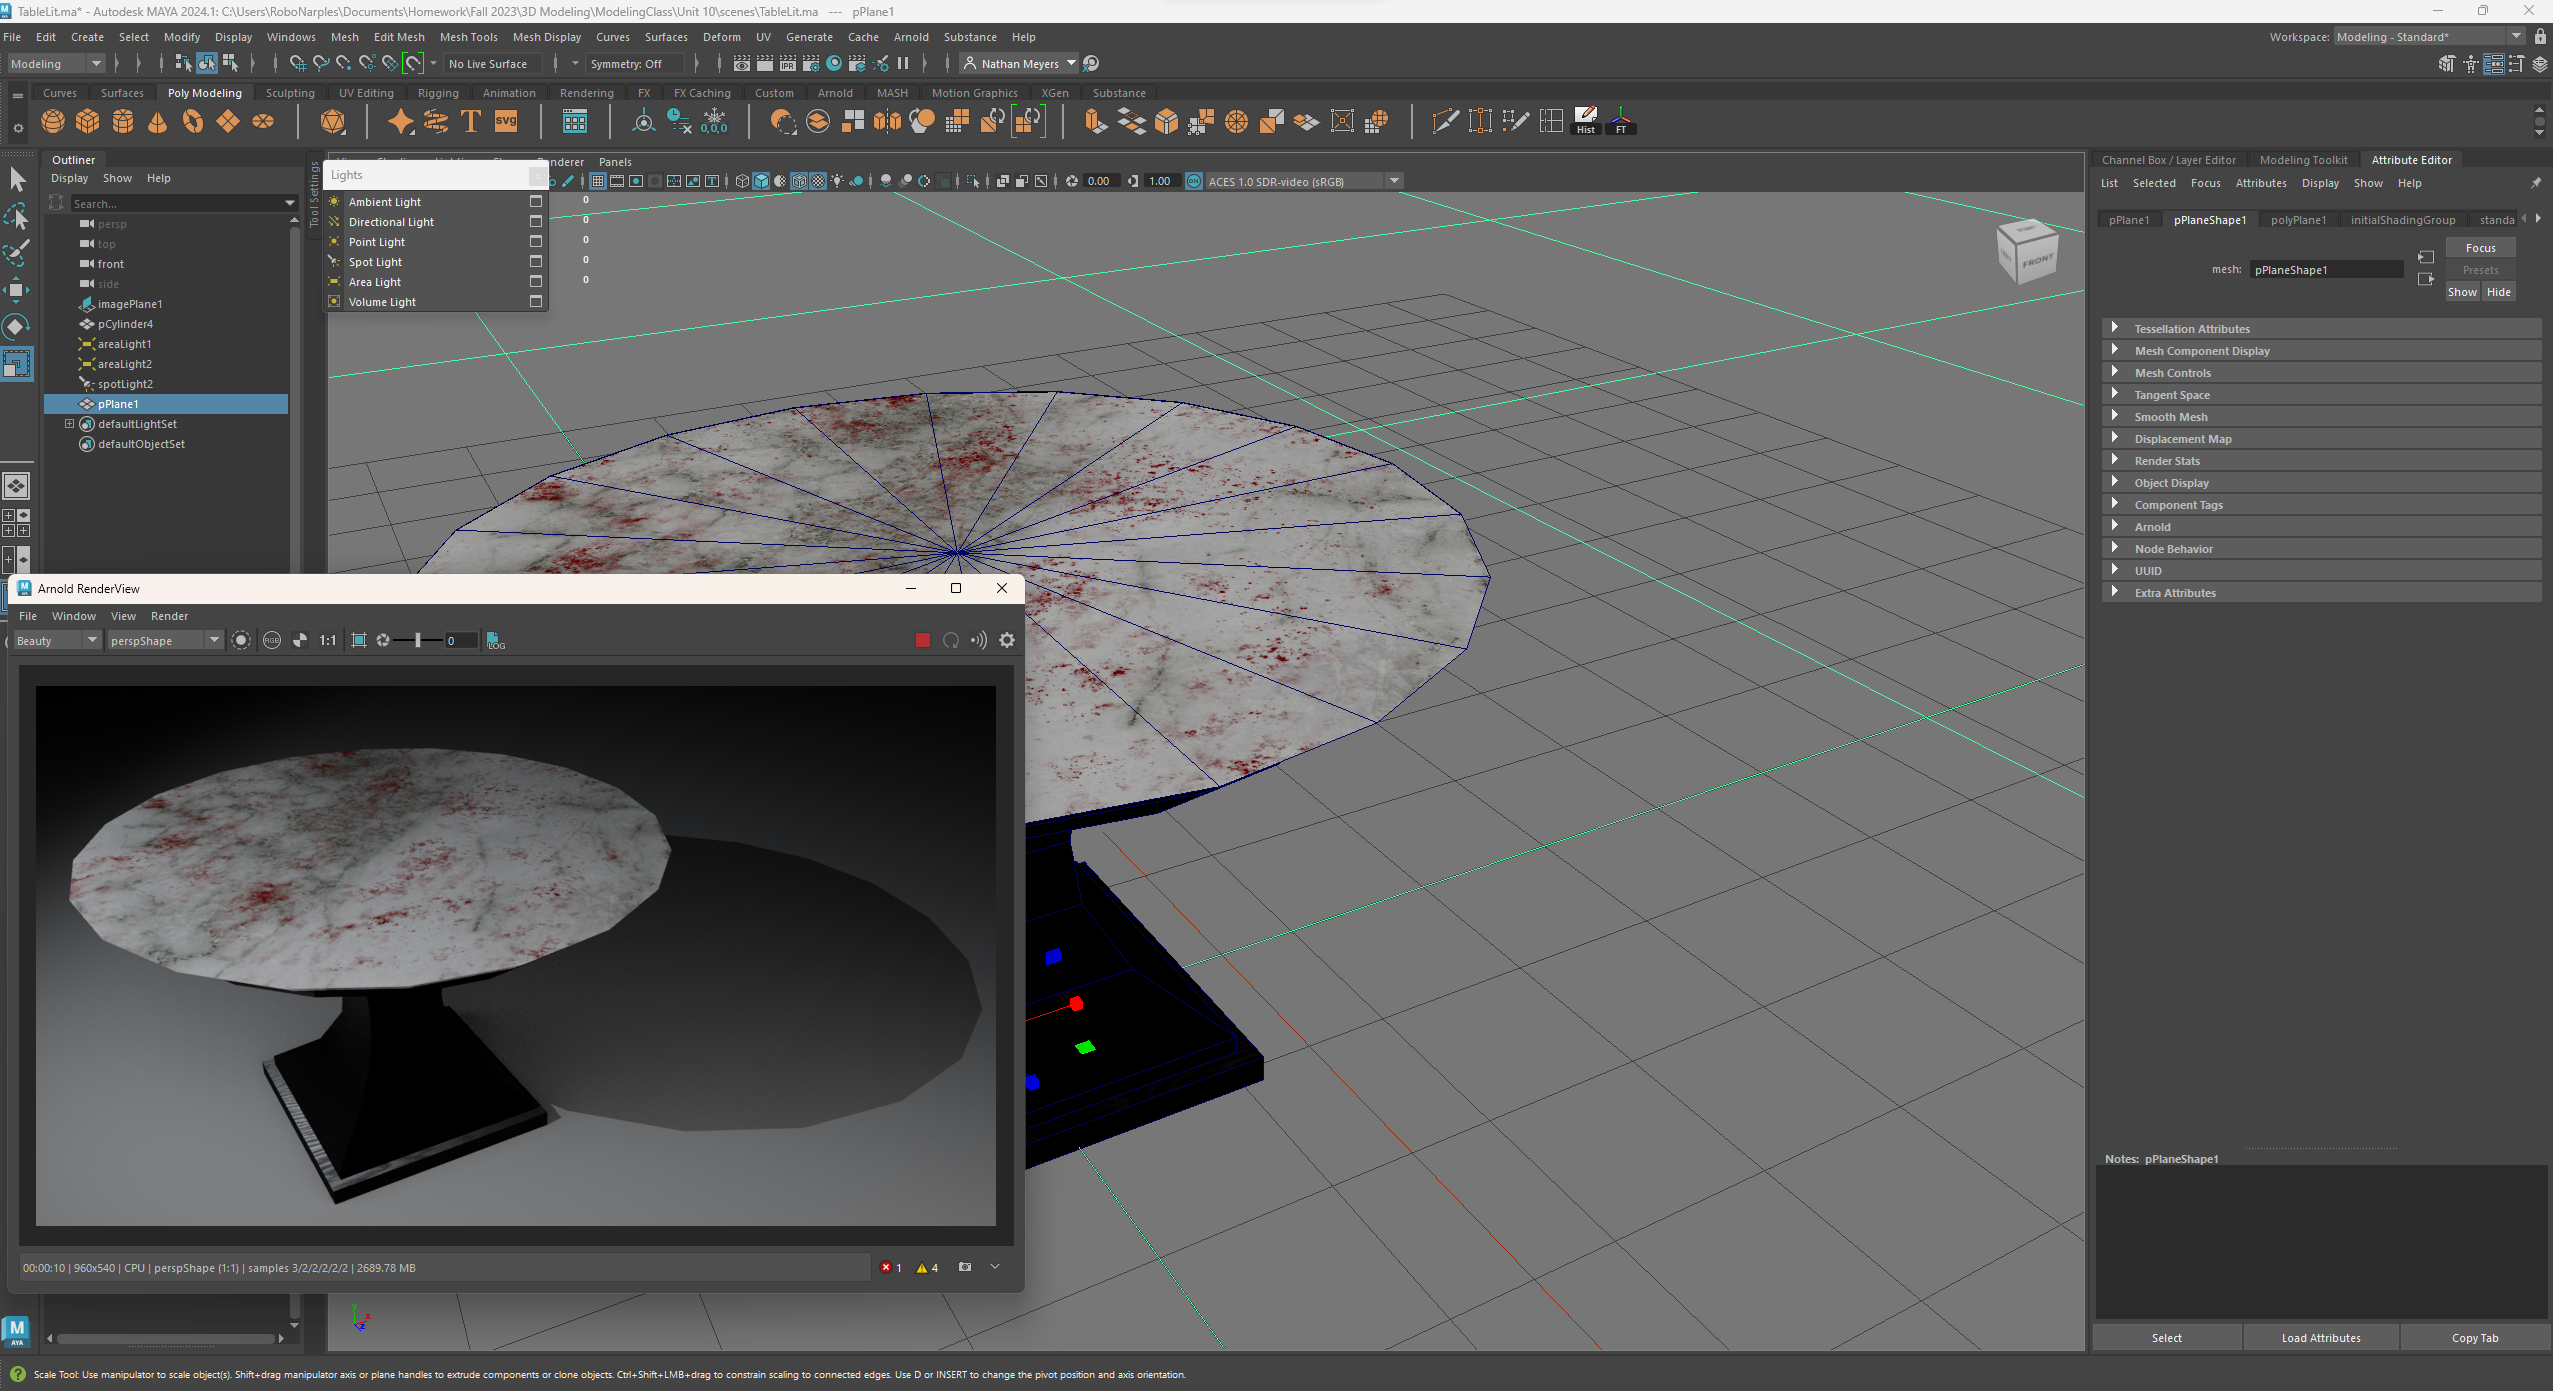 TableLit.ma* - Autodesk MAYA 2024.1: C:\Users\RoboNarples\Documents\Homework\Fall 2023\3D Modeling\ModelingClass\Unit 10\scenes\TableLit.ma --- pPlane1
File Edit Create Select Modify Display Windows Mesh Edit Mesh Mesh Tools Mesh Display Curves Surfaces Deform UV Generate Cache Arnold Substance Help
Workspace: Modeling - Standard*
Modeling No Live Surface Symmetry: Off IPR Nathan Meyers
Curves Surfaces Poly Modeling Sculpting UV Editing Rigging Animation Rendering FX FX Caching Custom Arnold MASH Motion Graphics XGen Substance
T svg 0,0,0 Hist FT
Outliner
Display Show Help
Search...
persp
top
front
side
imagePlane1
pCylinder4
areaLight1
areaLight2
spotLight2
pPlane1
defaultLightSet
defaultObjectSet
Tool Settings
Renderer Panels
0.00 1.00 ON ACES 1.0 SDR-video (sRGB)
Lights
Ambient Light
Directional Light
Point Light
Spot Light
Area Light
Volume Light
0
0
0
0
0
FRONT
Channel Box / Layer Editor Modeling Toolkit Attribute Editor
List Selected Focus Attributes Display Show Help
pPlane1 pPlaneShape1 polyPlane1 initialShadingGroup standa
Focus
mesh: pPlaneShape1
Presets
Show Hide
Tessellation Attributes
Mesh Component Display
Mesh Controls
Tangent Space
Smooth Mesh
Displacement Map
Render Stats
Object Display
Component Tags
Arnold
Node Behavior
UUID
Extra Attributes
Notes: pPlaneShape1
Select Load Attributes Copy Tab
Arnold RenderView
File Window View Render
Beauty perspShape RGB 1:1 0 LOG
00:00:10 | 960x540 | CPU | perspShape (1:1) | samples 3/2/2/2/2/2 | 2689.78 MB
1 4
M
AYA
y x z
Scale Tool: Use manipulator to scale object(s). Shift+drag manipulator axis or plane handles to extrude components or clone objects. Ctrl+Shift+LMB+drag to constrain scaling to connected edges. Use D or INSERT to change the pivot position and axis orientation.